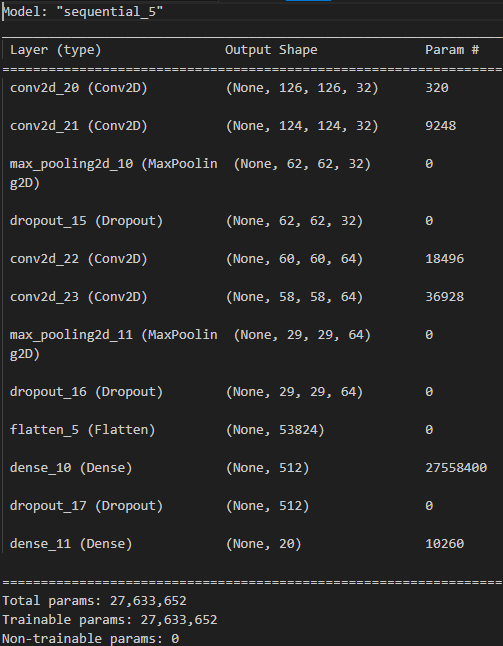 Model: "sequential_5"
Layer (type) Output Shape Param #
=================================================================
conv2d_20 (Conv2D) (None, 126, 126, 32) 320
conv2d_21 (Conv2D) (None, 124, 124, 32) 9248
max_pooling2d_10 (MaxPoolin (None, 62, 62, 32) 0
g2D)
dropout_15 (Dropout) (None, 62, 62, 32) 0
conv2d_22 (Conv2D) (None, 60, 60, 64) 18496
conv2d_23 (Conv2D) (None, 58, 58, 64) 36928
max_pooling2d_11 (MaxPoolin (None, 29, 29, 64) 0
g2D)
dropout_16 (Dropout) (None, 29, 29, 64) 0
flatten_5 (Flatten) (None, 53824) 0
dense_10 (Dense) (None, 512) 27558400
dropout_17 (Dropout) (None, 512) 0
dense_11 (Dense) (None, 20) 10260
=================================================================
Total params: 27,633,652
Trainable params: 27,633,652
Non-trainable params: 0